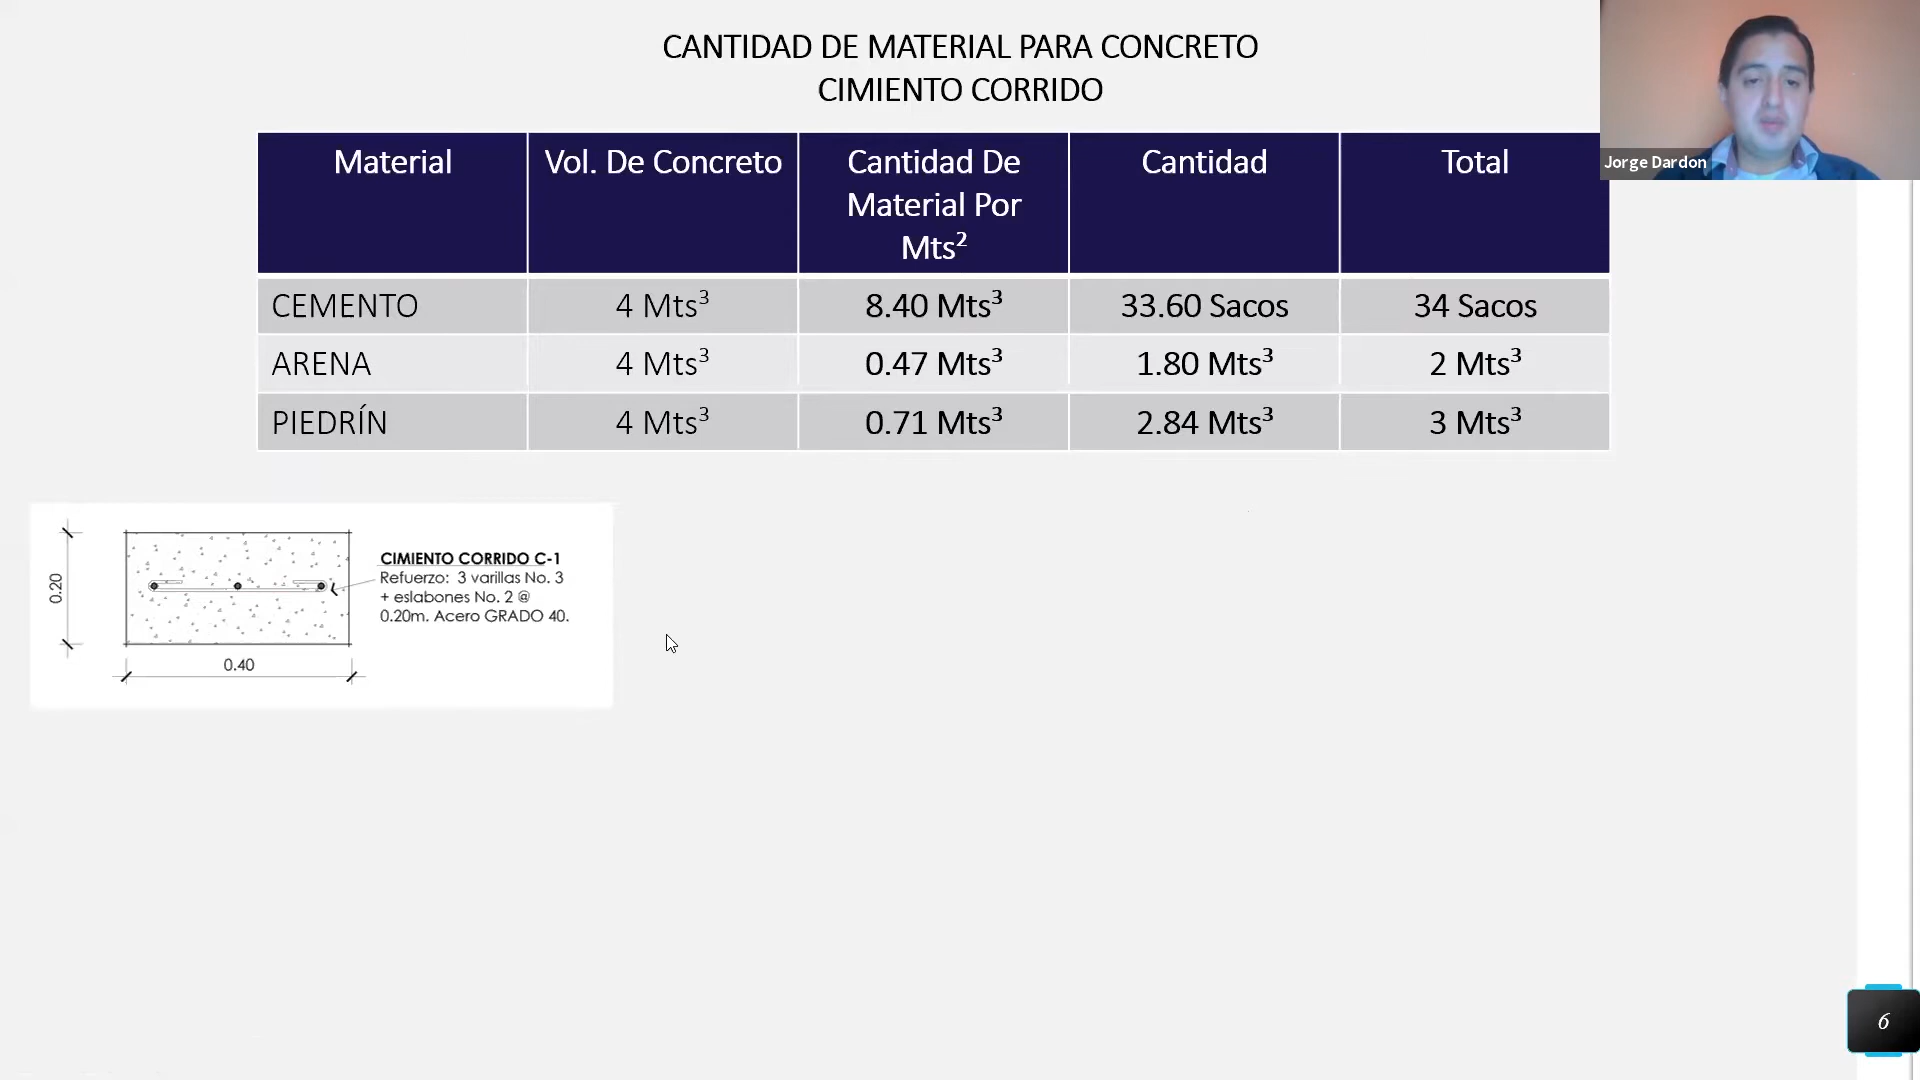 CANTIDAD DE MATERIAL PARA CONCRETO
CIMIENTO CORRIDO
Jorge Dardon
Material
Vol. De Concreto
Cantidad De
Material Por
Mts²
Cantidad
Total
CEMENTO
4 Mts³
8.40 Mts³
33.60 Sacos
34 Sacos
ARENA
4 Mts³
0.47 Mts³
1.80 Mts³
2 Mts³
PIEDRÍN
4 Mts³
0.71 Mts³
2.84 Mts³
3 Mts³
0.20
0.40
CIMIENTO CORRIDO C-1
Refuerzo: 3 varillas No. 3
+ eslabones No. 2 @
0.20m. Acero GRADO 40.
6